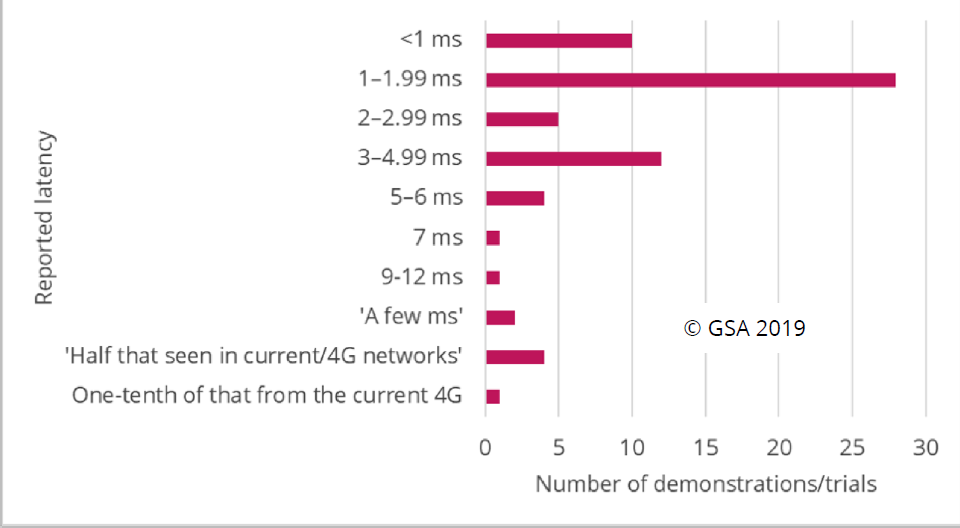 <1 ms
1–1.99 ms
2–2.99 ms
3–4.99 ms
5–6 ms
7 ms
9-12 ms
'A few ms'
'Half that seen in current/4G networks'
One-tenth of that from the current 4G
Reported latency
© GSA 2019
0 5 10 15 20 25 30
Number of demonstrations/trials